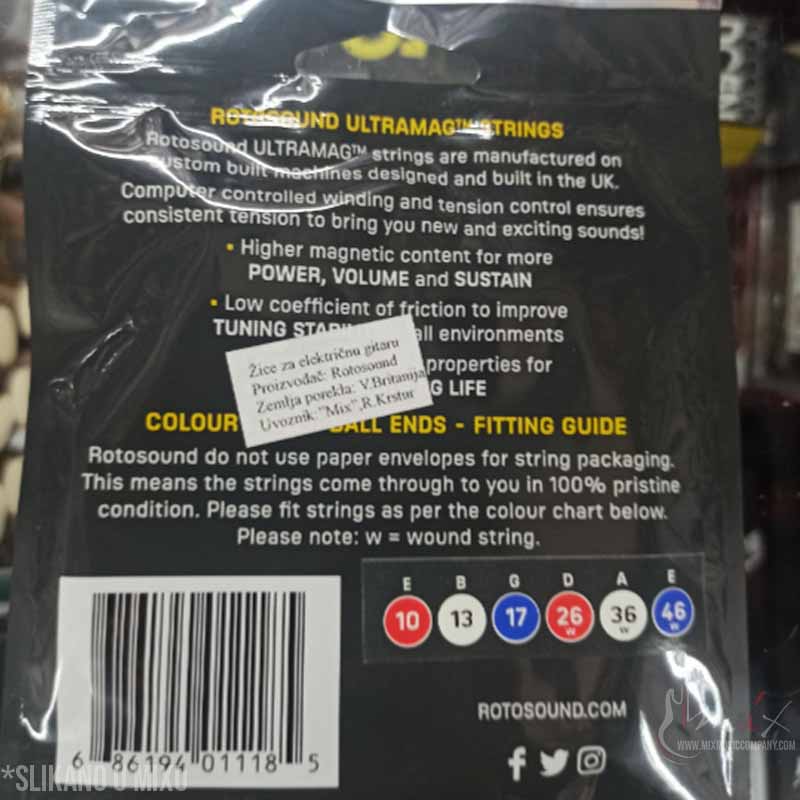 ROTOSOUND ULTRAMAG™ STRINGS
Rotosound ULTRAMAG™ strings are manufactured on
custom built machines designed and built in the UK.
Computer controlled winding and tension control ensures
consistent tension to bring you new and exciting sounds!
• Higher magnetic content for more
POWER, VOLUME and SUSTAIN
• Low coefficient of friction to improve
TUNING all environments
properties for
LIFE
Žice za električnu gitaru
Proizvođač: Rotosound
Zemlja porekla: V.Britanija
Uvoznik:"Mix",R.Krstur
COLOUR BALL ENDS - FITTING GUIDE
Rotosound do not use paper envelopes for string packaging.
This means the strings come through to you in 100% pristine
condition. Please fit strings as per the colour chart below.
Please note: w = wound string.
E B G D A E
10 13 17 26 36 46
w w w
6 86194 01118 5
ROTOSOUND.COM
mix
WWW.MIXMUSICCOMPANY.COM
*SLIKANO U MIXU